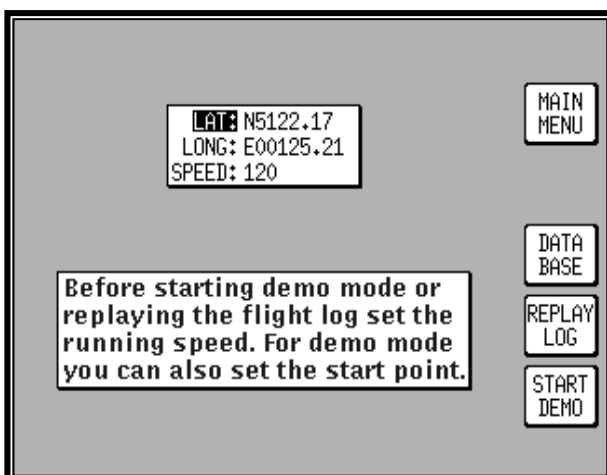 LAT: N5122.17
LONG: E00125.21
SPEED: 120
MAIN
MENU
DATA
BASE
Before starting demo mode or
replaying the flight log set the
running speed. For demo mode
you can also set the start point.
REPLAY
LOG
START
DEMO